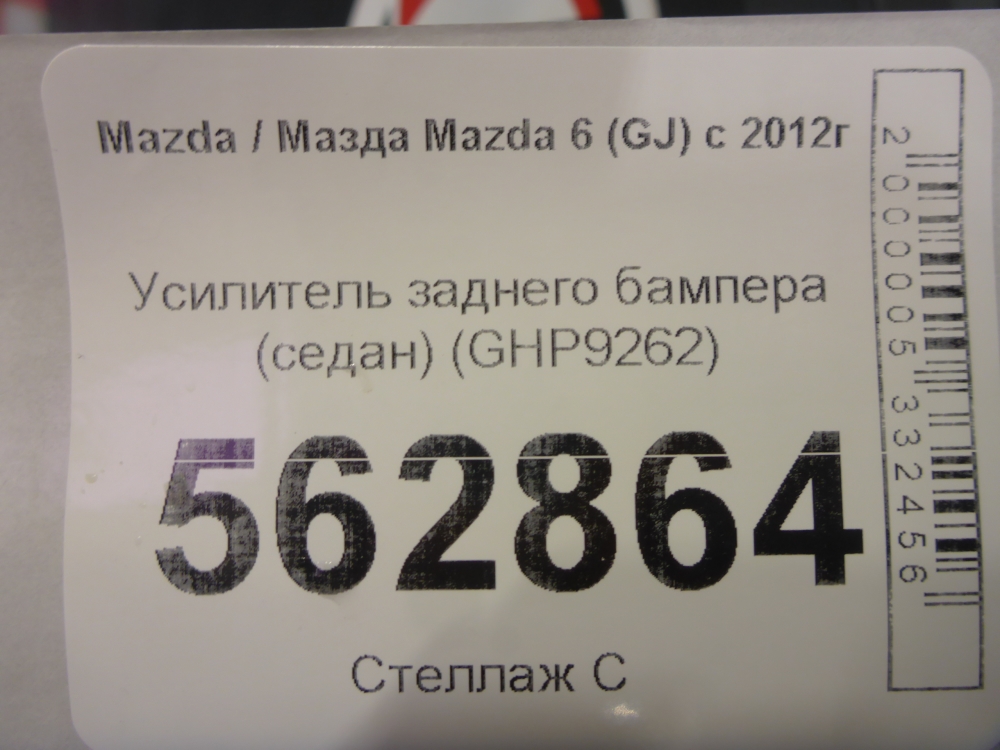 Mazda / Мазда Mazda 6 (GJ) с 2012г
Усилитель заднего бампера
(седан) (GHP9262)
562864
Стеллаж С
2000005332456